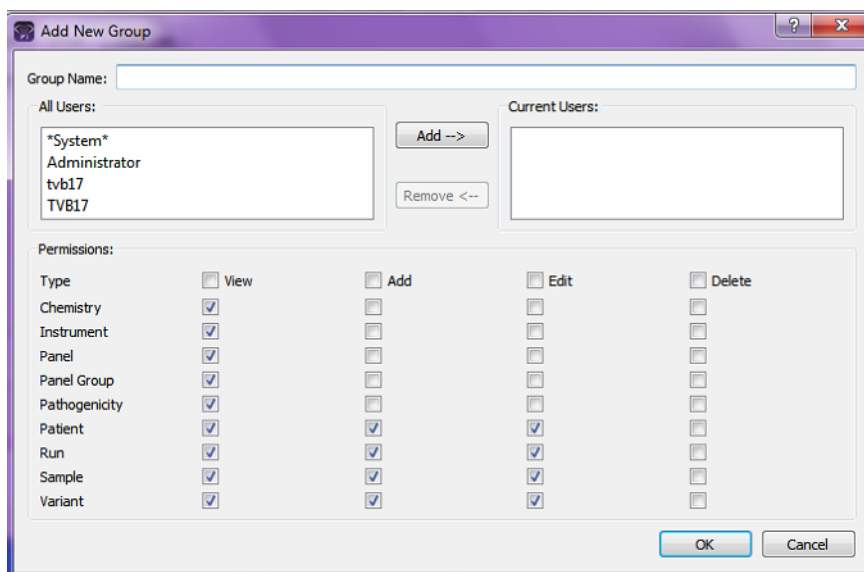 Add New Group
Group Name:
All Users: Current Users:
*System*
Administrator
tvb17
TVB17
Add -->
Remove <--
Permissions:
Type View Add Edit Delete
Chemistry
Instrument
Panel
Panel Group
Pathogenicity
Patient
Run
Sample
Variant
OK Cancel